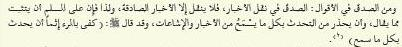 ومن الصدق في الأقوال: الصدق في نقل الأخبار، فلا ينقل إلا الأخبار الصادقة، ولذا فإن على المسلم أن يتثبت
مما يقال، وأن يحذر من التحدث بكل ما يسمع من الأخبار والإشاعات، وقد قال ﷺ: (كفى بالمرء إثماً أن يحدث
بكل ما سمع)